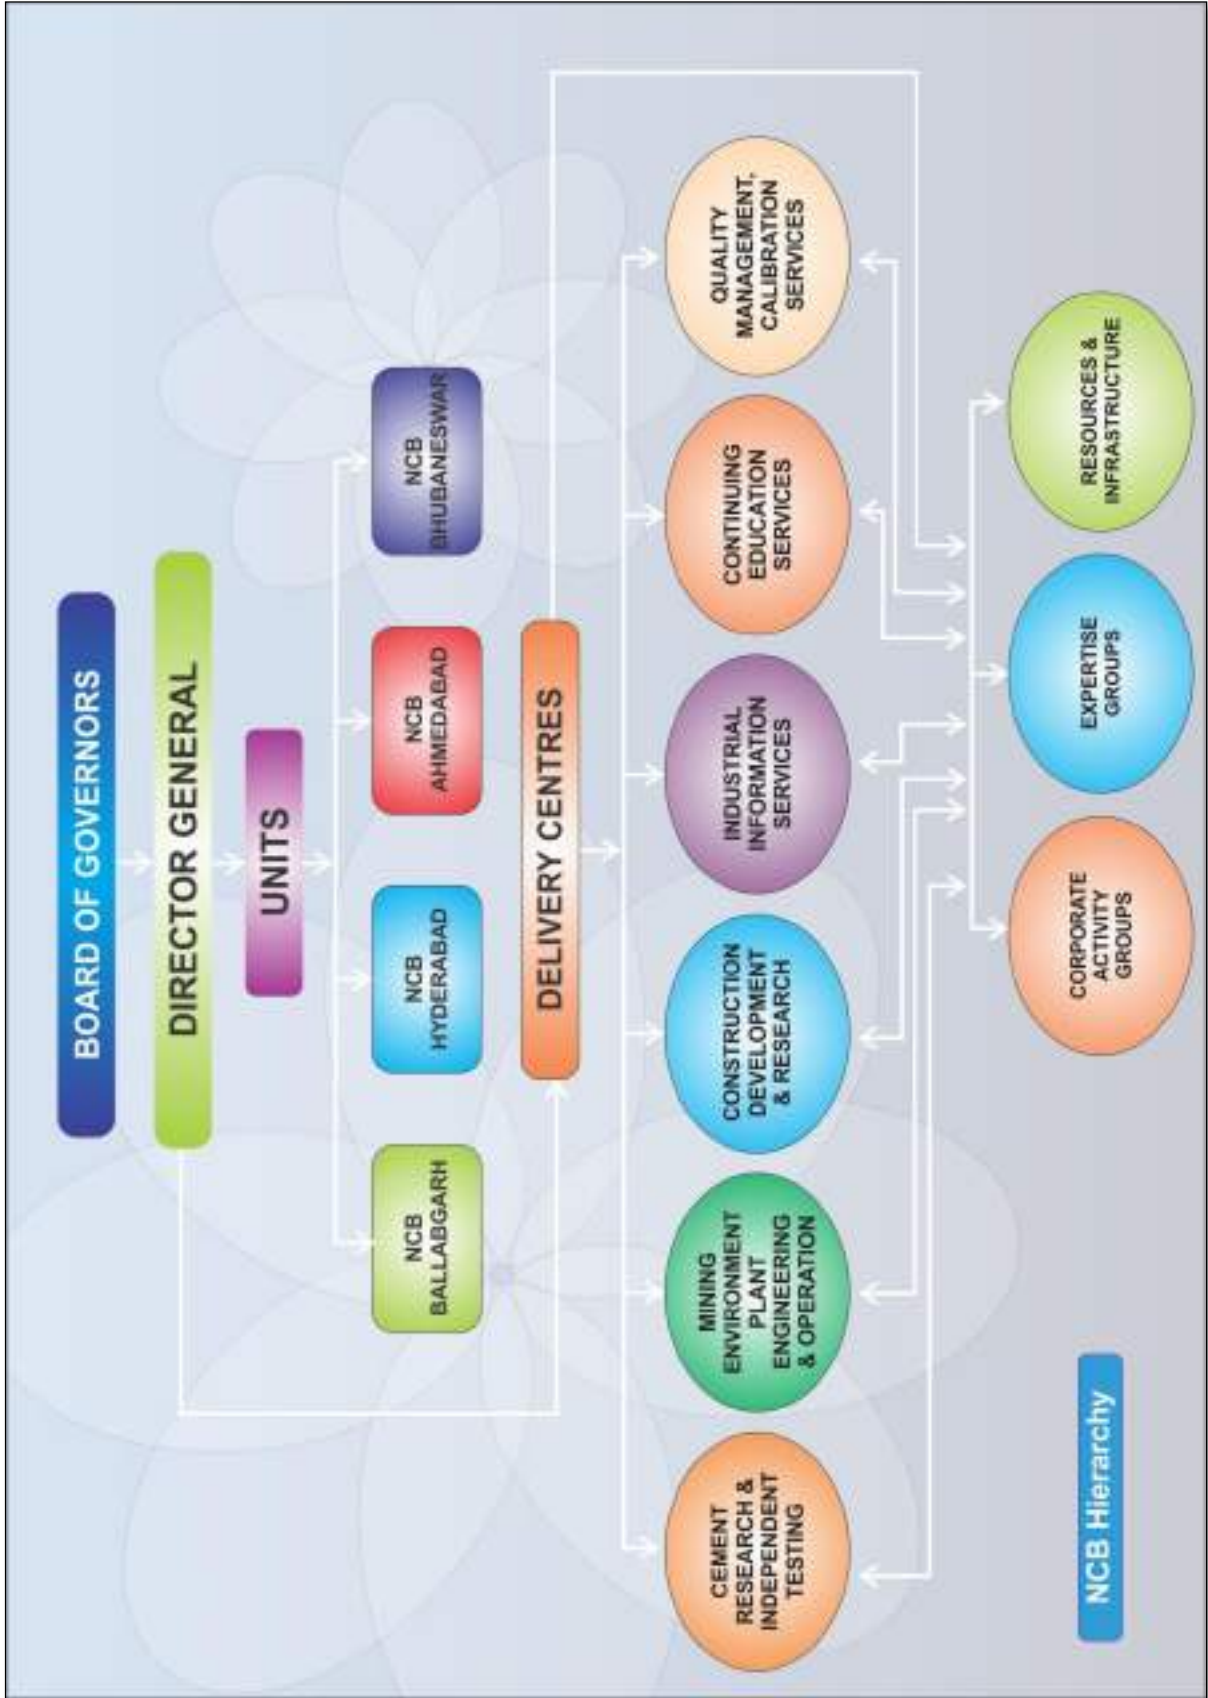 BOARD OF GOVERNORS
DIRECTOR GENERAL
UNITS
NCB
BALLABGARH
NCB
HYDERABAD
NCB
AHMEDABAD
NCB
BHUBANESWAR
DELIVERY CENTRES
CEMENT
RESEARCH &
INDEPENDENT
TESTING
MINING
ENVIRONMENT
PLANT
ENGINEERING
& OPERATION
CONSTRUCTION
DEVELOPMENT
& RESEARCH
INDUSTRIAL
INFORMATION
SERVICES
CONTINUING
EDUCATION
SERVICES
QUALITY
MANAGEMENT,
CALIBRATION
SERVICES
CORPORATE
ACTIVITY
GROUPS
EXPERTISE
GROUPS
RESOURCES &
INFRASTRUCTURE
NCB Hierarchy